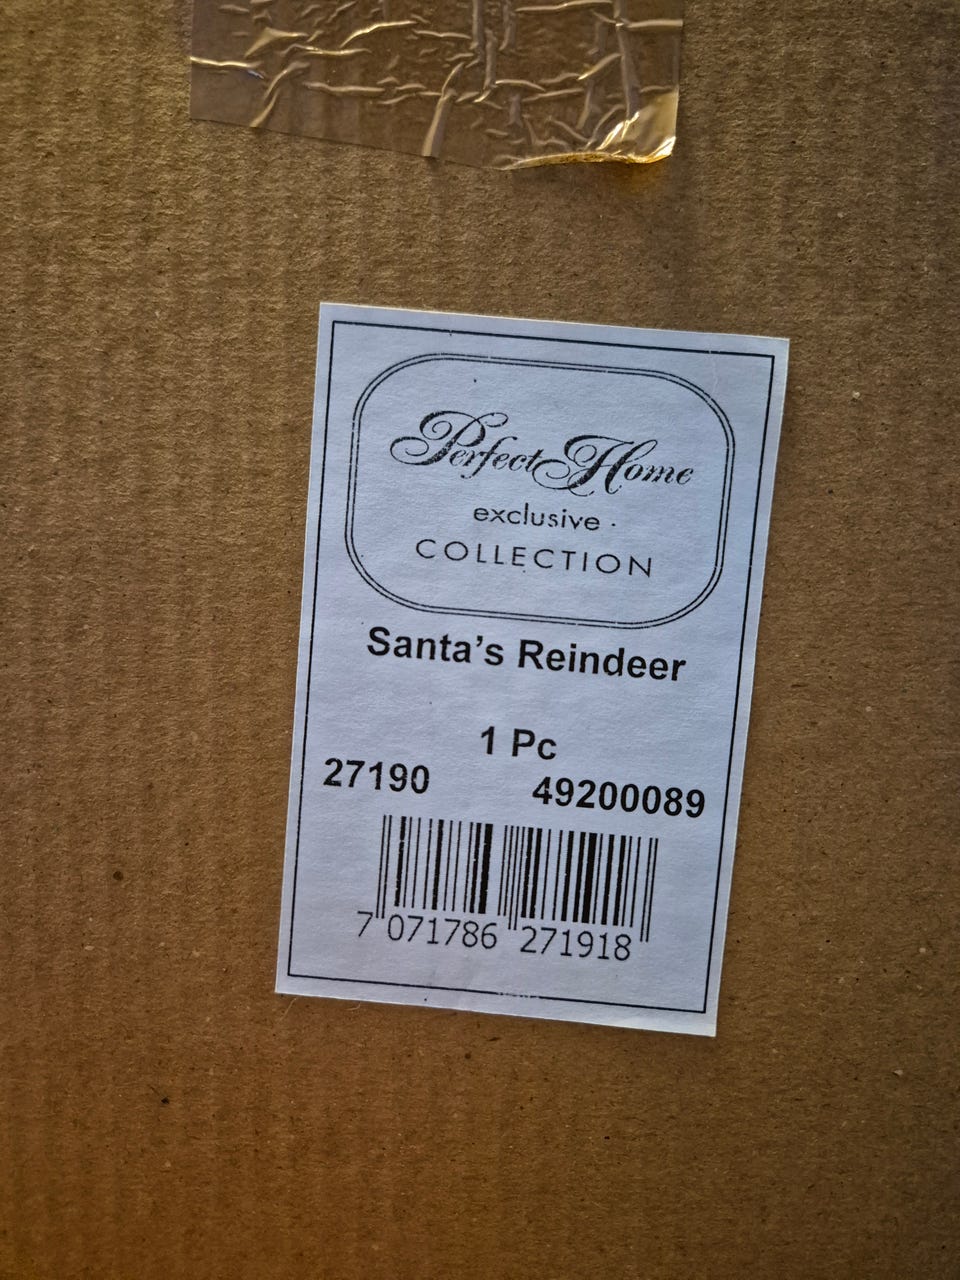 Perfect Home
exclusive
COLLECTION
Santa's Reindeer
1 Pc
27190 49200089
7 071786 271918